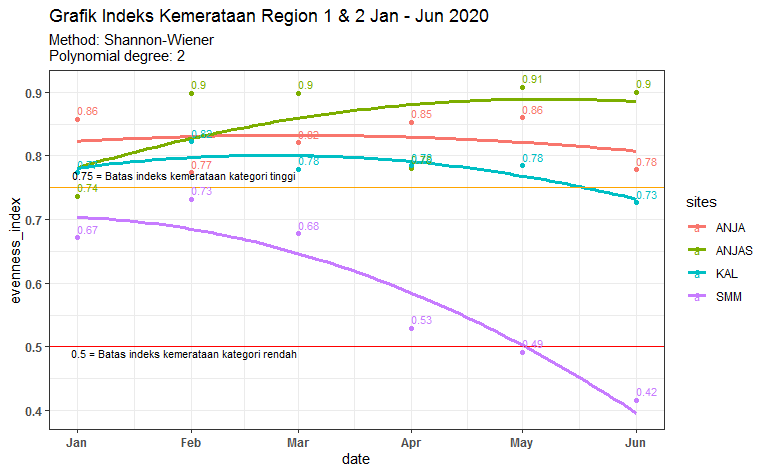 Grafik Indeks Kemerataan Region 1 & 2 Jan - Jun 2020
Method: Shannon-Wiener
Polynomial degree: 2
evenness_index
0.9
0.8
0.7
0.6
0.5
0.4
0.86
0.74
0.67
0.9
0.77
0.73
0.9
0.82
0.78
0.68
0.85
0.78
0.53
0.91
0.86
0.78
0.49
0.9
0.78
0.73
0.42
0.75 = Batas indeks kemerataan kategori tinggi
0.5 = Batas indeks kemerataan kategori rendah
Jan Feb Mar Apr May Jun
date
sites
ANJA
ANJAS
KAL
SMM